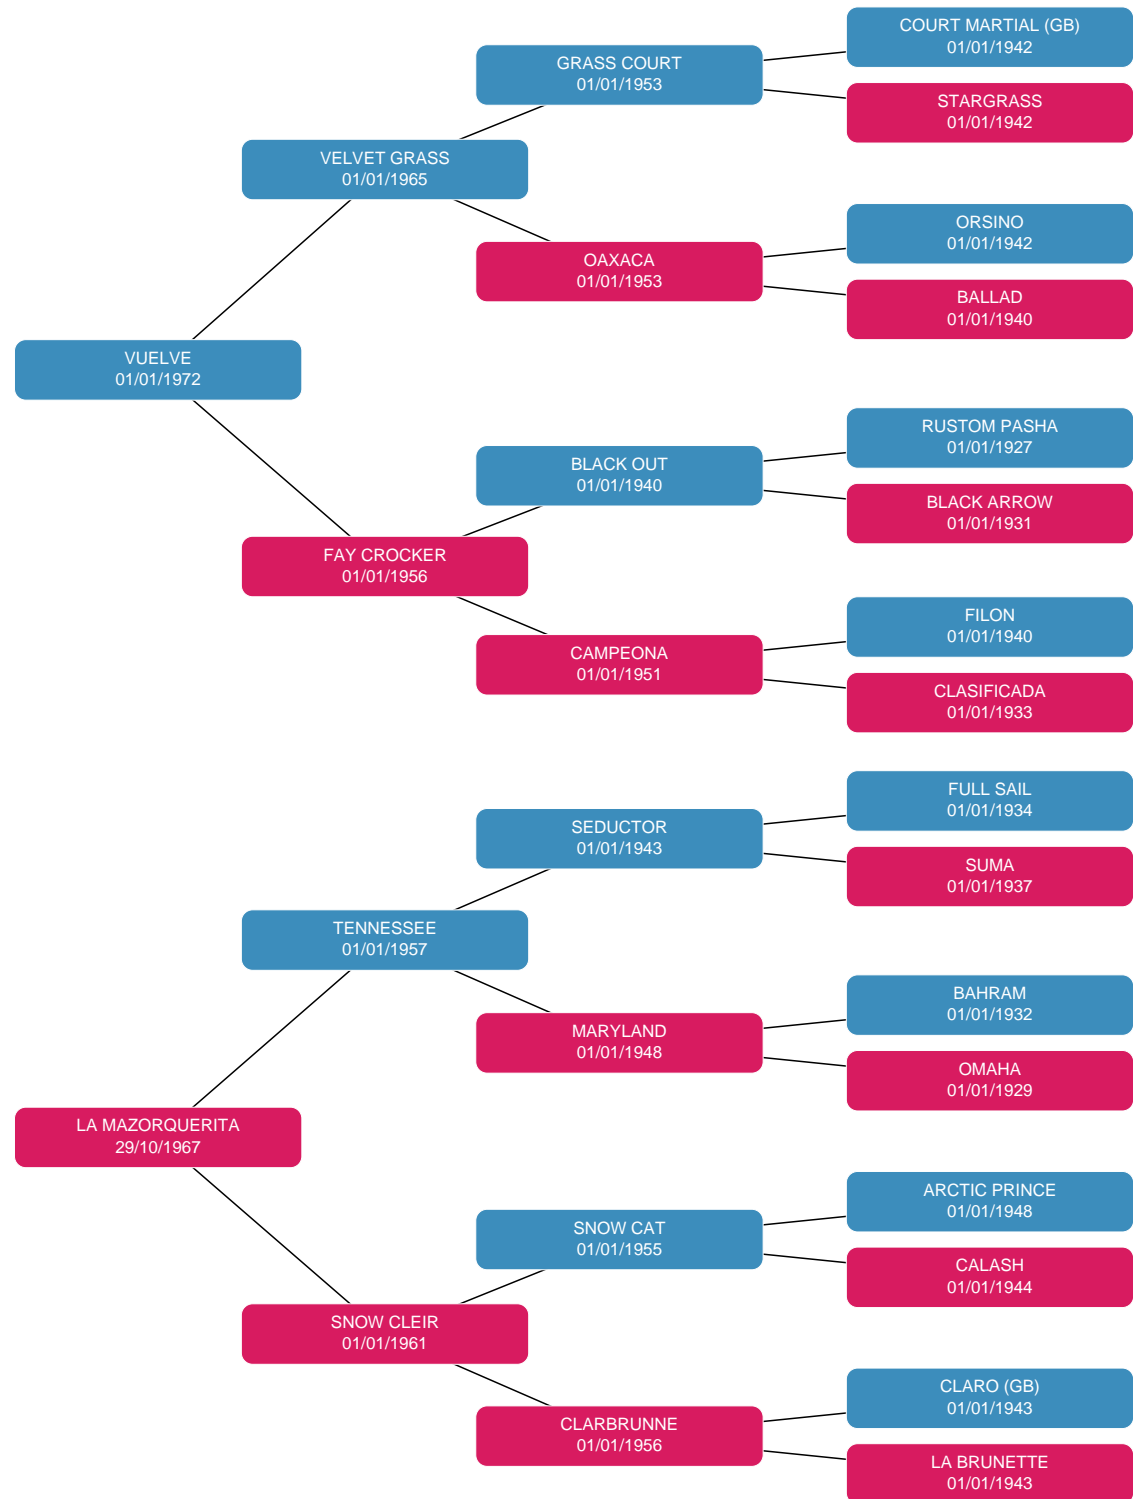 COURT MARTIAL (GB)
01/01/1942
GRASS COURT
01/01/1953
STARGRASS
01/01/1942
VELVET GRASS
01/01/1965
ORSINO
01/01/1942
OAXACA
01/01/1953
BALLAD
01/01/1940
VUELVE
01/01/1972
RUSTOM PASHA
01/01/1927
BLACK OUT
01/01/1940
BLACK ARROW
01/01/1931
FAY CROCKER
01/01/1956
FILON
01/01/1940
CAMPEONA
01/01/1951
CLASIFICADA
01/01/1933
FULL SAIL
01/01/1934
SEDUCTOR
01/01/1943
SUMA
01/01/1937
TENNESSEE
01/01/1957
BAHRAM
01/01/1932
MARYLAND
01/01/1948
OMAHA
01/01/1929
LA MAZORQUERITA
29/10/1967
ARCTIC PRINCE
01/01/1948
SNOW CAT
01/01/1955
CALASH
01/01/1944
SNOW CLEIR
01/01/1961
CLARO (GB)
01/01/1943
CLARBRUNNE
01/01/1956
LA BRUNETTE
01/01/1943